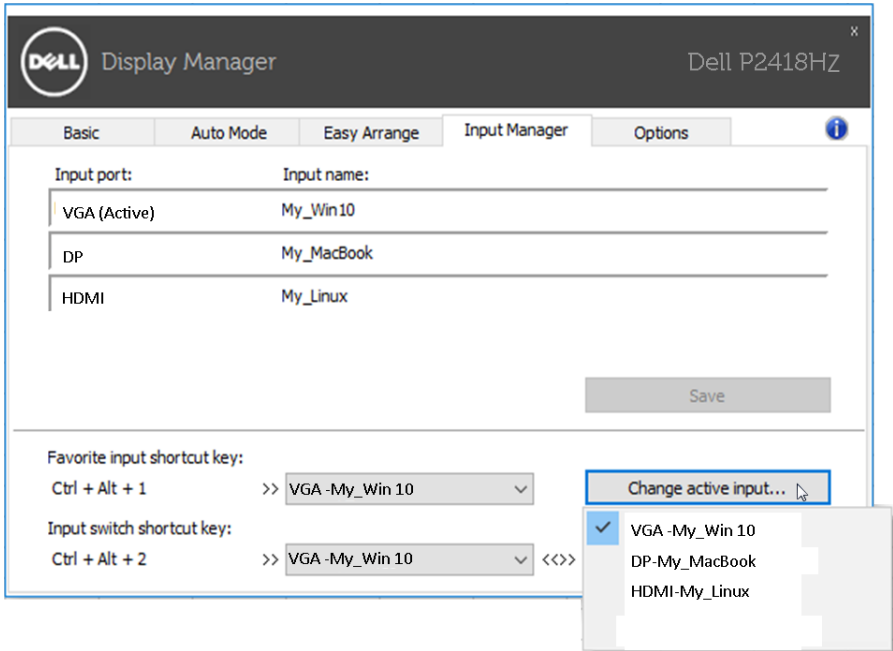 DELL Display Manager Dell P2418HZ x
Basic Auto Mode Easy Arrange Input Manager Options i
Input port: Input name:
VGA (Active) My_Win10
DP My_MacBook
HDMI My_Linux
Save
Favorite input shortcut key:
Ctrl + Alt + 1 >> VGA -My_Win 10 Change active input...
Input switch shortcut key:
Ctrl + Alt + 2 >> VGA -My_Win 10 <<>>
VGA -My_Win 10
DP-My_MacBook
HDMI-My_Linux